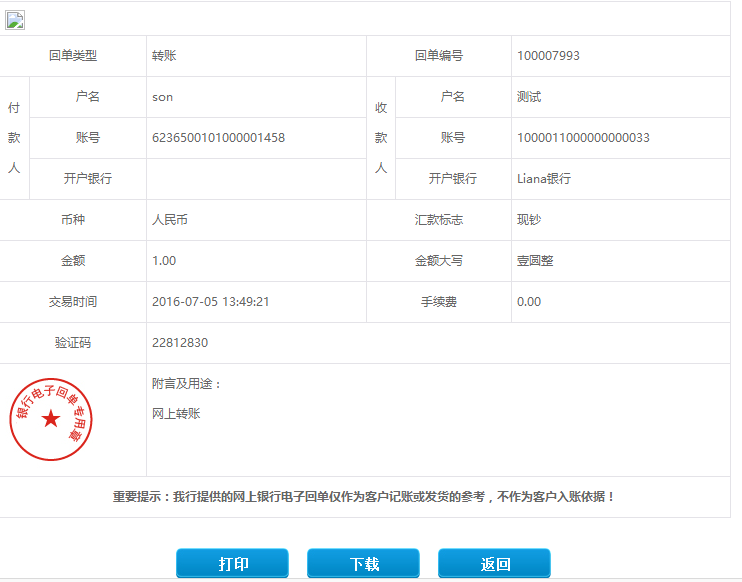 回单类型 转账 回单编号 100007993
付款人 户名 son 收款人 户名 测试
账号 6236500101000001458 账号 1000011000000000033
开户银行 开户银行 Liana银行
币种 人民币 汇款标志 现钞
金额 1.00 金额大写 壹圆整
交易时间 2016-07-05 13:49:21 手续费 0.00
验证码 22812830
银行电子回单专用章
附言及用途：
网上转账
重要提示：我行提供的网上银行电子回单仅作为客户记账或发货的参考，不作为客户入账依据！
打印 下载 返回